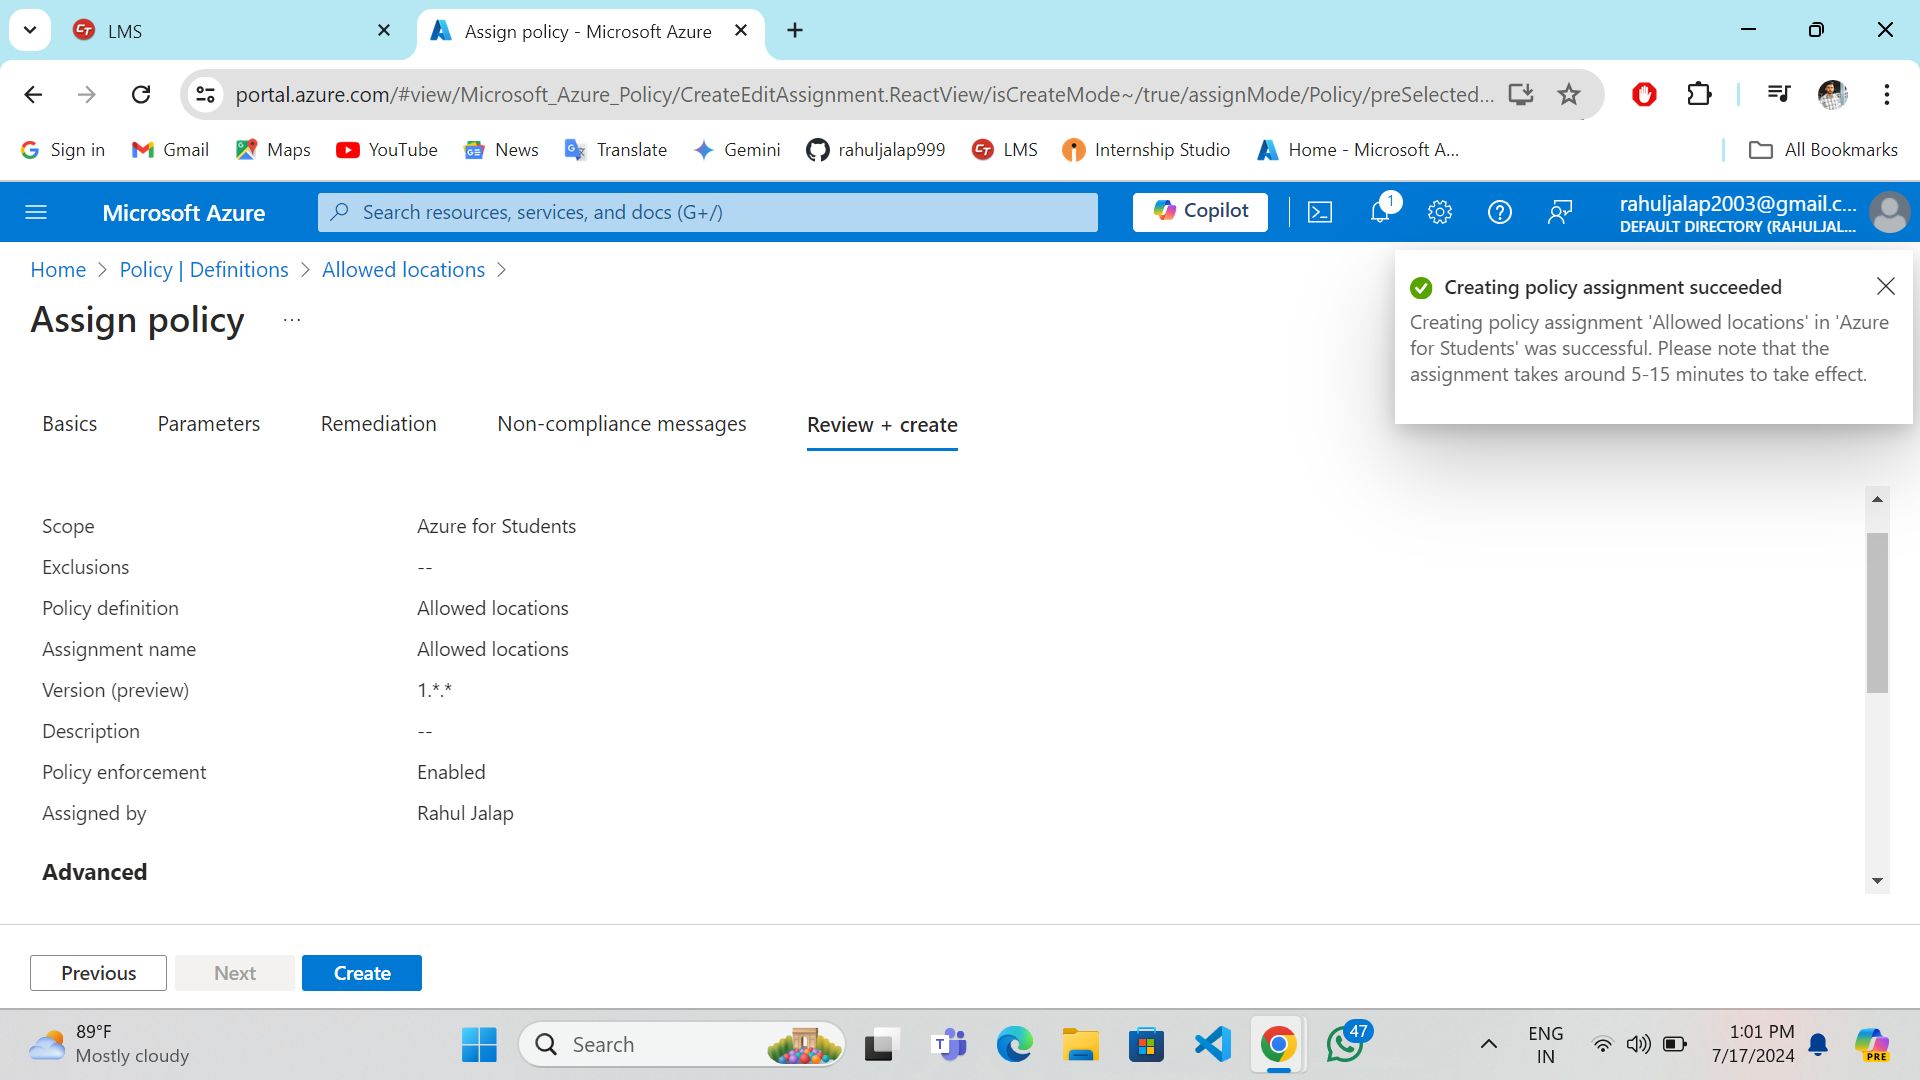 LMS
Assign policy - Microsoft Azure
portal.azure.com/#view/Microsoft_Azure_Policy/CreateEditAssignment.ReactView/isCreateMode~/true/assignMode/Policy/preSelected...
Sign in
Gmail
Maps
YouTube
News
Translate
Gemini
rahuljalap999
LMS
Internship Studio
Home - Microsoft A...
All Bookmarks
Microsoft Azure
Search resources, services, and docs (G+/)
Copilot
1
rahuljalap2003@gmail.c...
DEFAULT DIRECTORY (RAHULJAL...
Home
Policy | Definitions
Allowed locations
Assign policy
...
Creating policy assignment succeeded
Creating policy assignment 'Allowed locations' in 'Azure
for Students' was successful. Please note that the
assignment takes around 5-15 minutes to take effect.
Basics
Parameters
Remediation
Non-compliance messages
Review + create
Scope Azure for Students
Exclusions --
Policy definition Allowed locations
Assignment name Allowed locations
Version (preview) 1.*.*
Description --
Policy enforcement Enabled
Assigned by Rahul Jalap
Advanced
Previous
Next
Create
89°F
Mostly cloudy
Search
T
47
ENG
IN
1:01 PM
7/17/2024
PRE